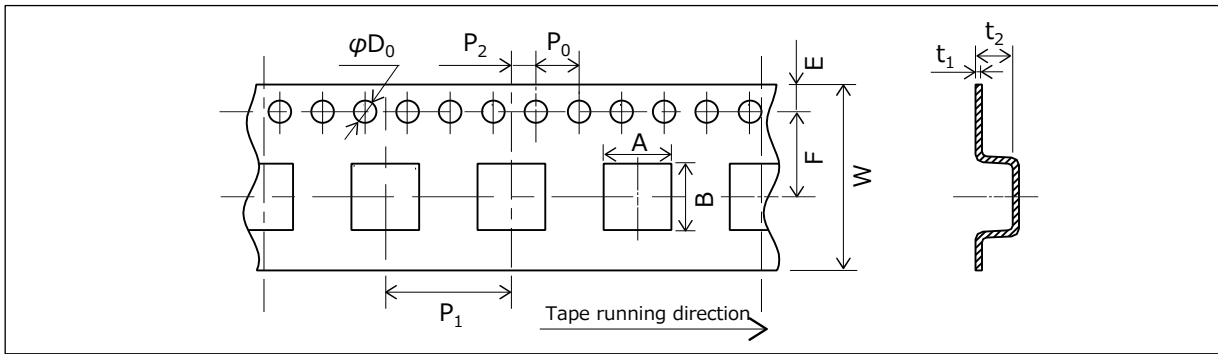 φD₀
P₂
P₀
E
t₁
t₂
A
B
F
W
P₁
Tape running direction